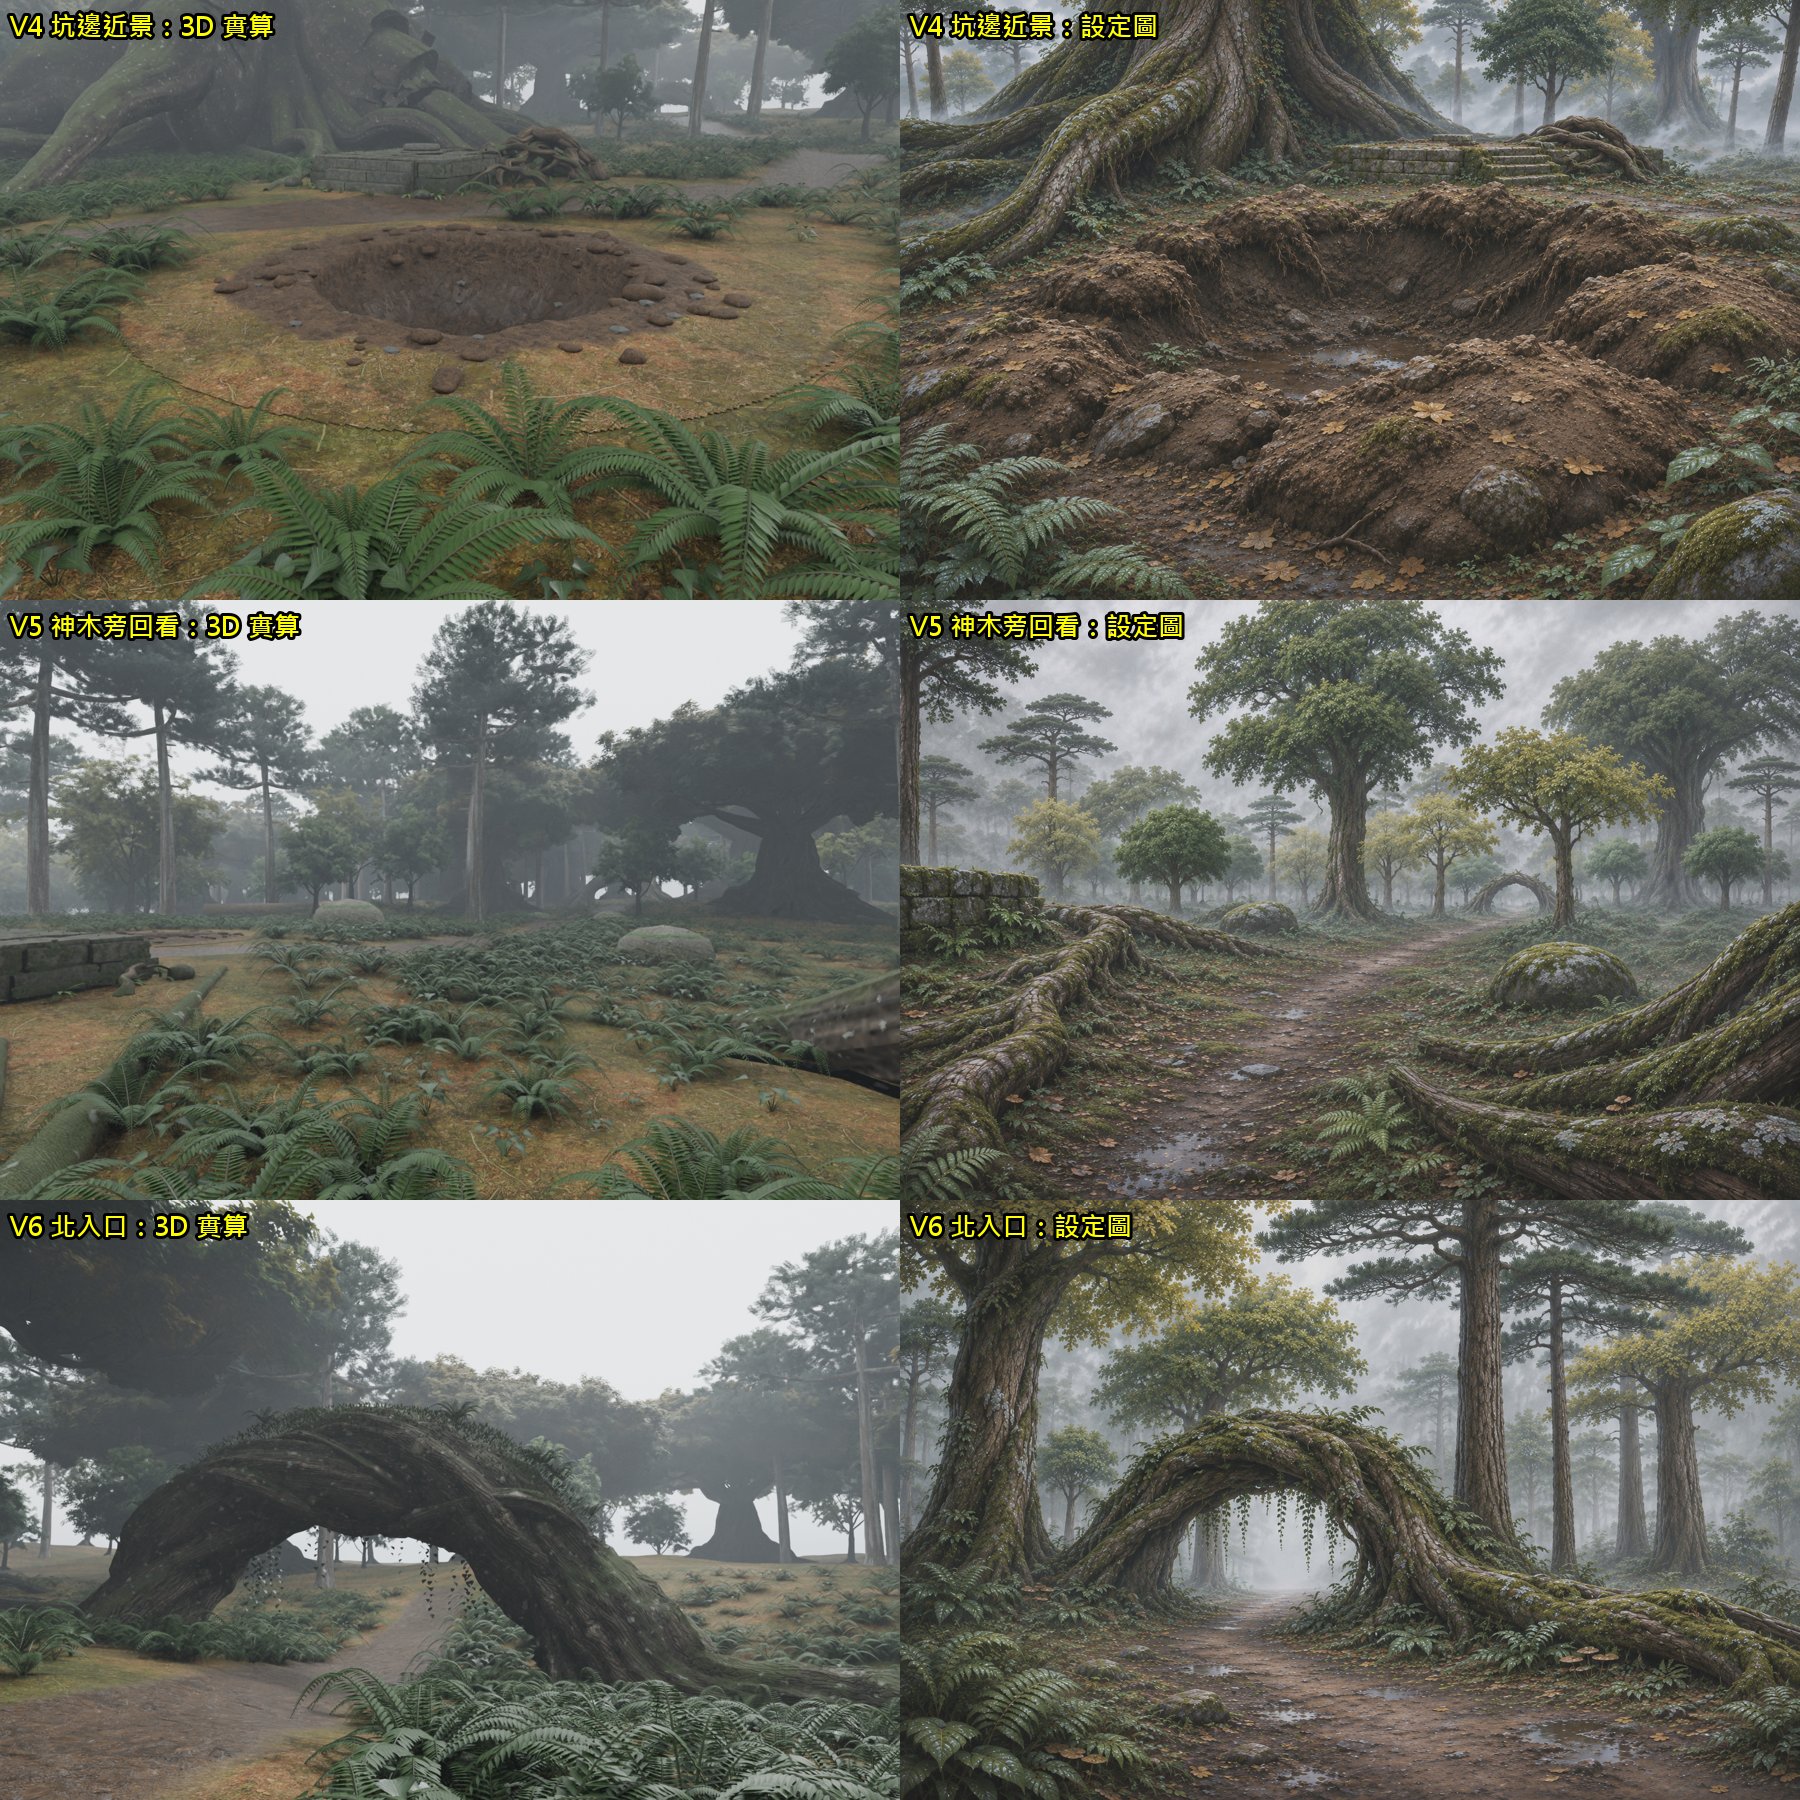 V4 坑邊近景：3D 實算
V4 坑邊近景：設定圖
V5 神木旁回看：3D 實算
V5 神木旁回看：設定圖
V6 北入口：3D 實算
V6 北入口：設定圖